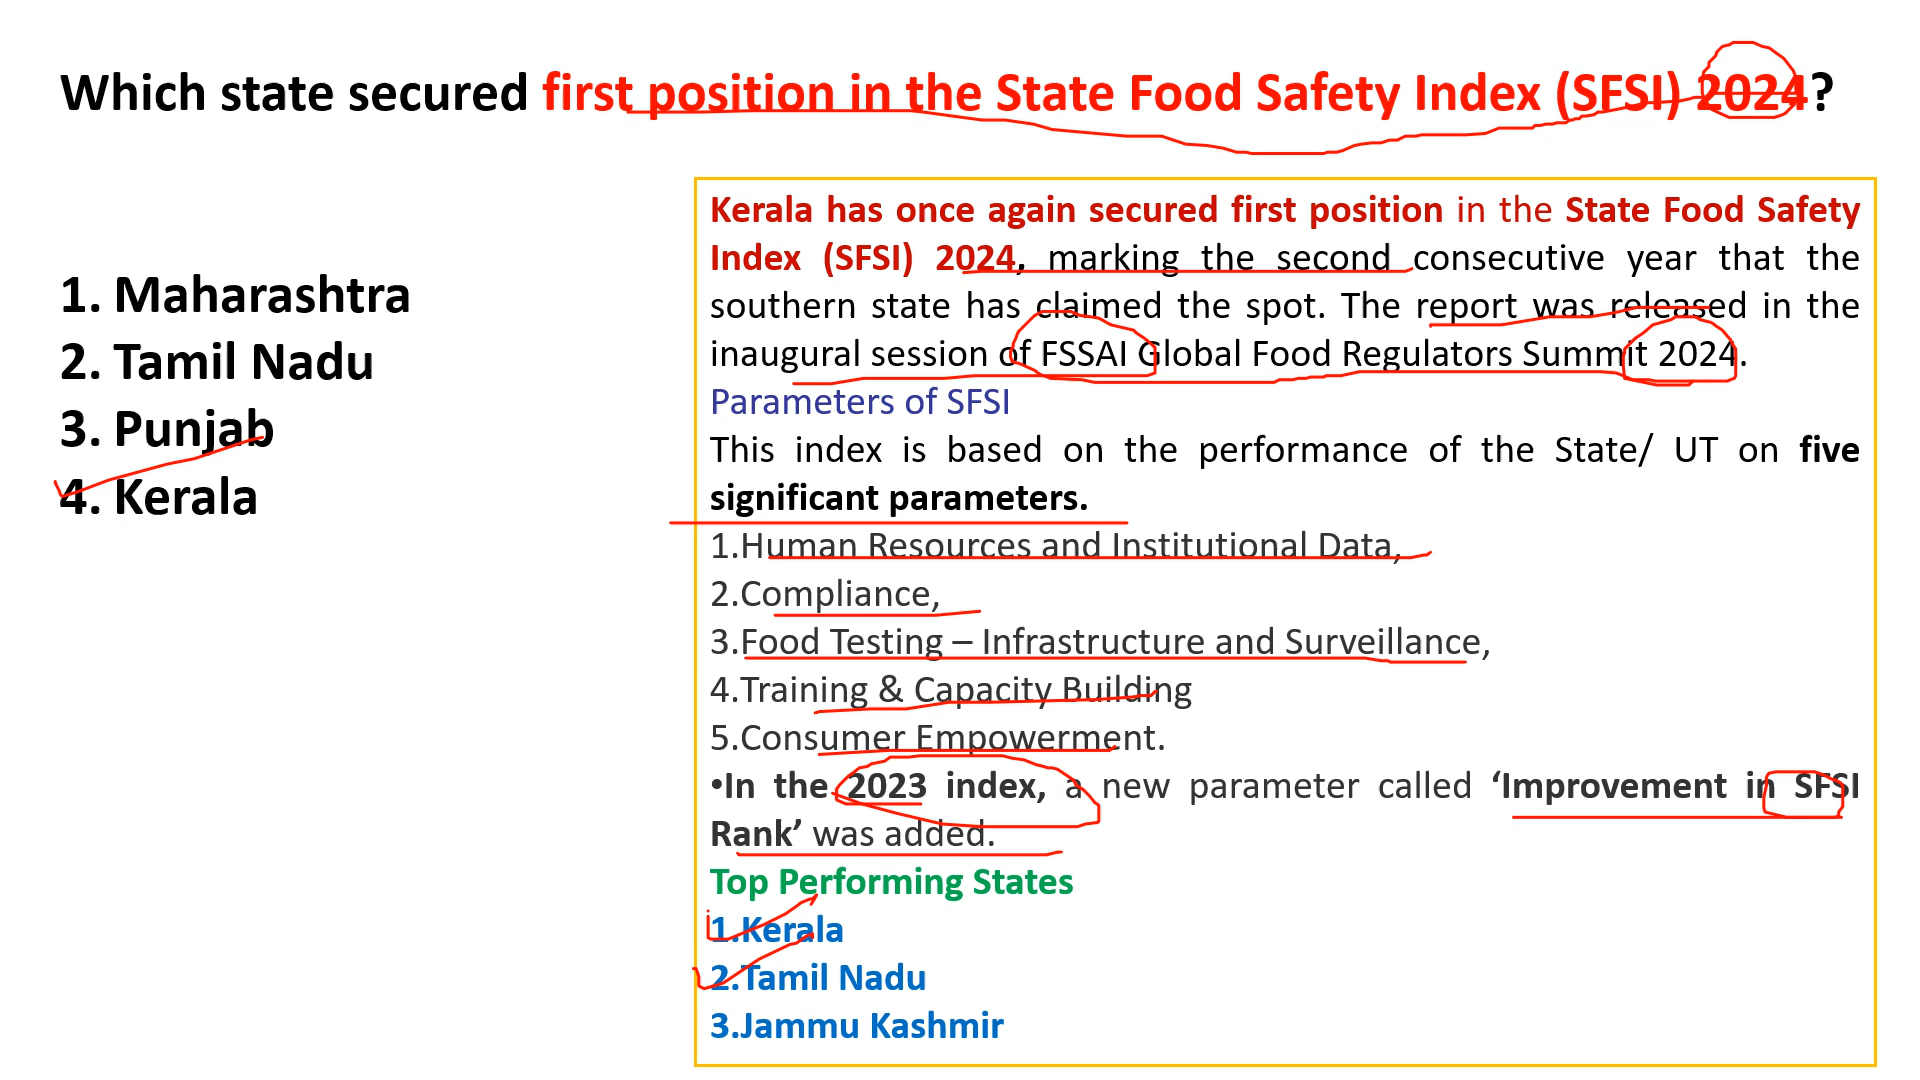 Which state secured first position in the State Food Safety Index (SFSI) 2024?
1. Maharashtra
2. Tamil Nadu
3. Punjab
4. Kerala
Kerala has once again secured first position in the State Food Safety
Index (SFSI) 2024, marking the second consecutive year that the
southern state has claimed the spot. The report was released in the
inaugural session of FSSAI Global Food Regulators Summit 2024.
Parameters of SFSI
This index is based on the performance of the State/ UT on five
significant parameters.
1.Human Resources and Institutional Data,
2.Compliance,
3.Food Testing – Infrastructure and Surveillance,
4.Training & Capacity Building
5.Consumer Empowerment.
•In the 2023 index, a new parameter called ‘Improvement in SFSI
Rank’ was added.
Top Performing States
1.Kerala
2.Tamil Nadu
3.Jammu Kashmir